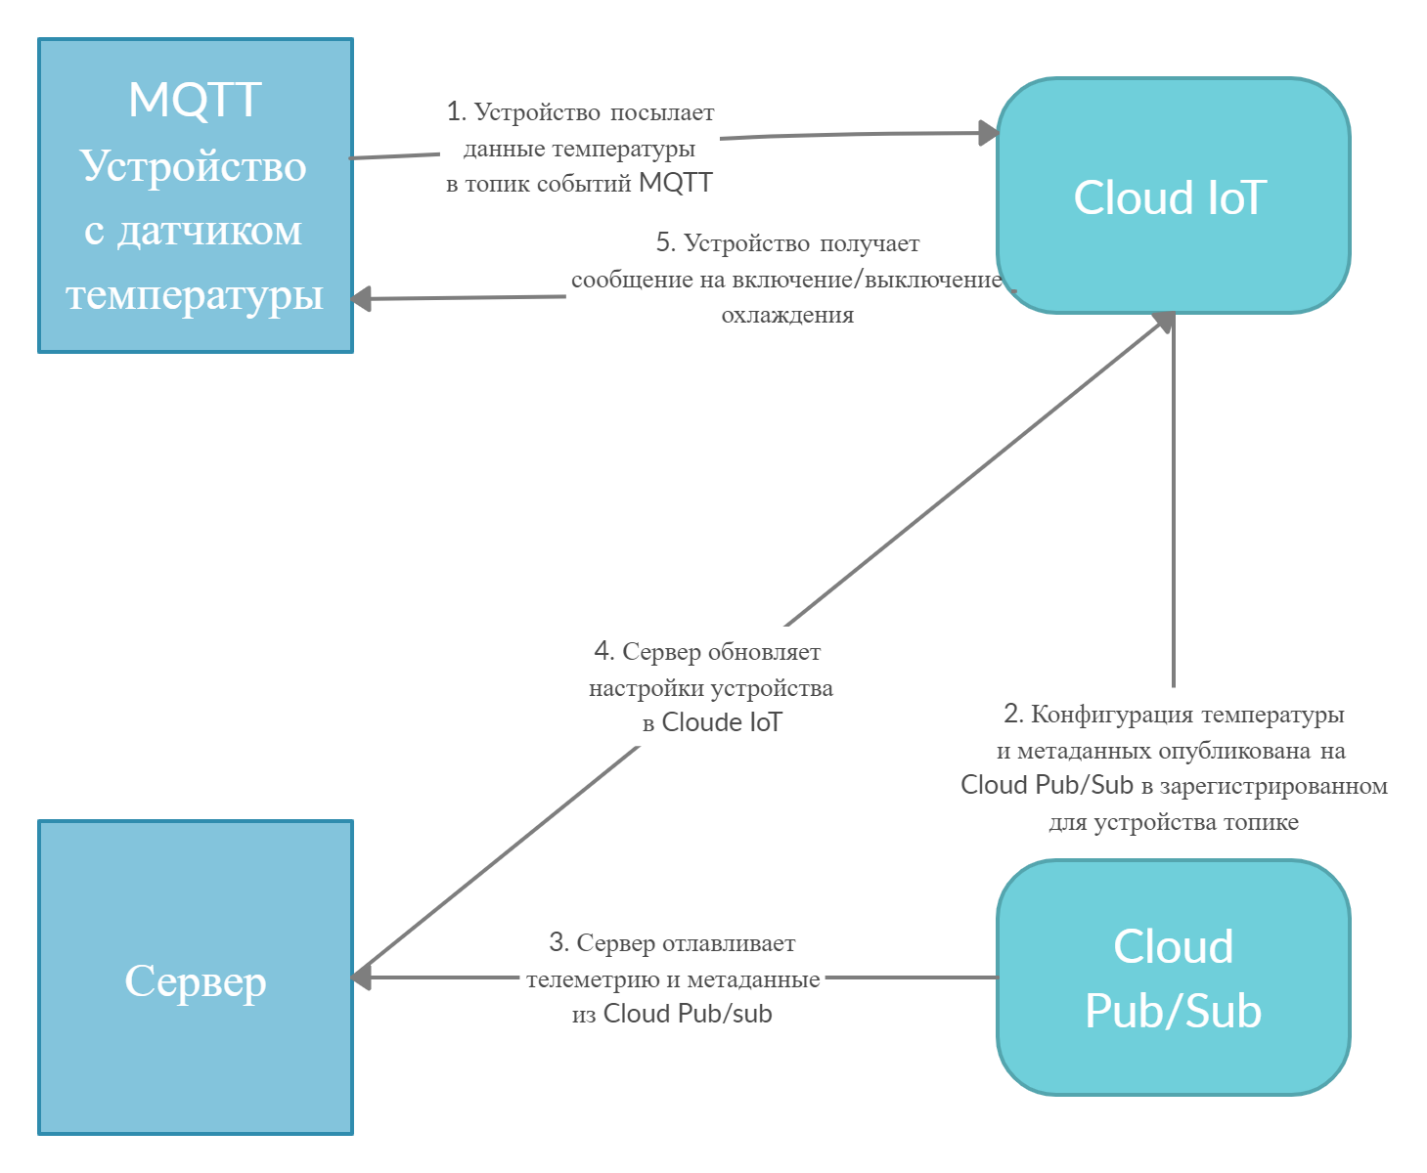 MQTT
Устройство
с датчиком
температуры
1. Устройство посылает
данные температуры
в топик событий MQTT
Cloud IoT
5. Устройство получает
сообщение на включение/выключение
охлаждения
4. Сервер обновляет
настройки устройства
в Cloude IoT
2. Конфигурация температуры
и метаданных опубликована на
Cloud Pub/Sub в зарегистрированном
для устройства топике
Сервер
3. Сервер отлавливает
телеметрию и метаданные
из Cloud Pub/sub
Cloud
Pub/Sub